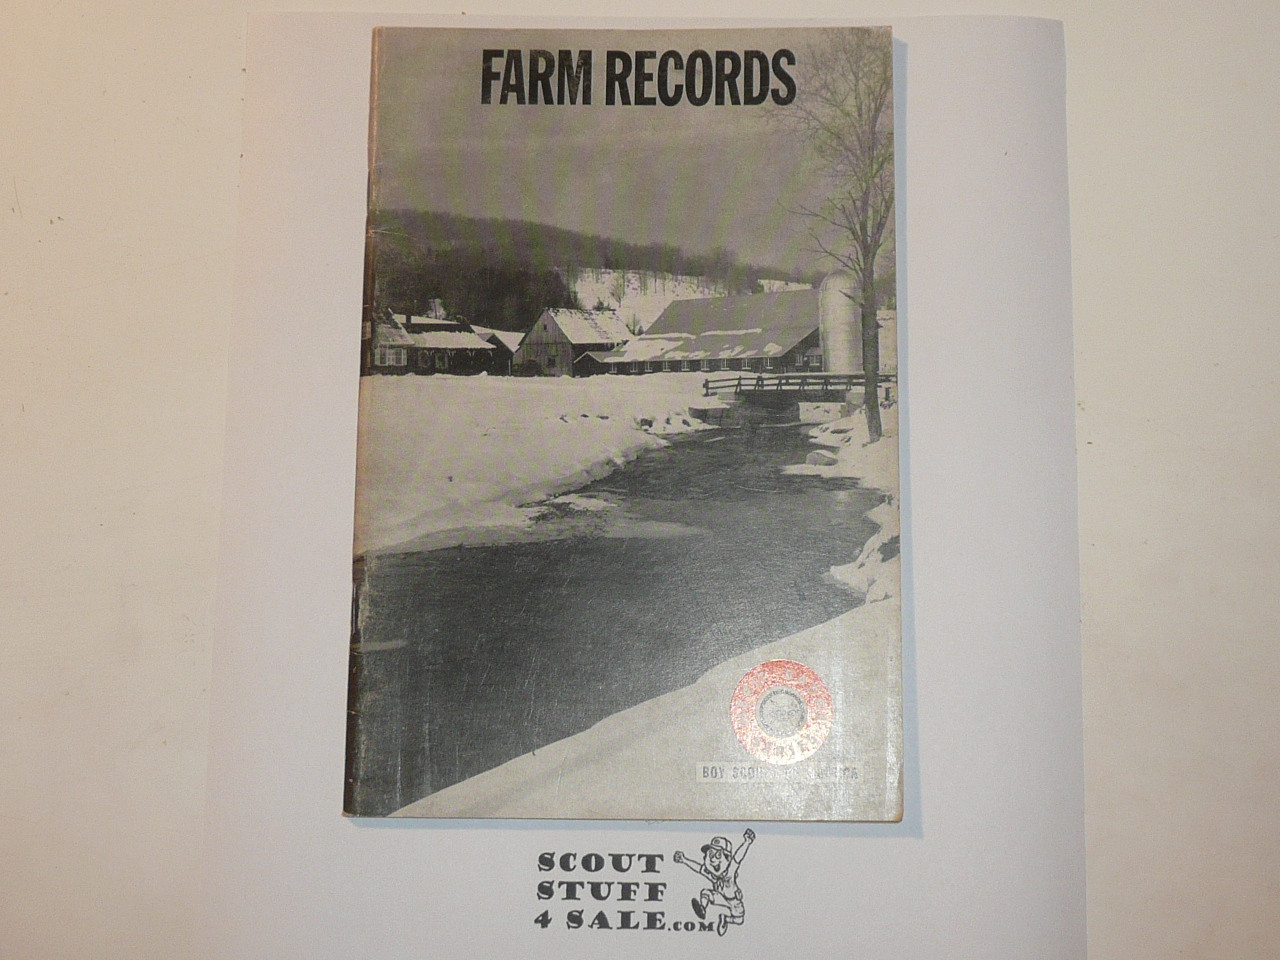 FARM RECORDS
BOY SCOUTS OF AMERICA
SCOUT
STUFF
4 SALE.COM